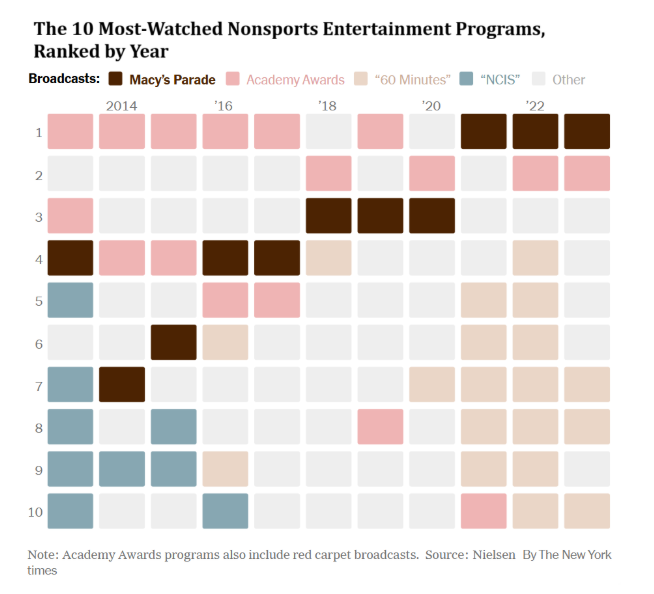 The 10 Most-Watched Nonsports Entertainment Programs,
Ranked by Year
Broadcasts: Macy's Parade Academy Awards "60 Minutes" "NCIS" Other
2014 '16 '18 '20 '22
1
2
3
4
5
6
7
8
9
10
Note: Academy Awards programs also include red carpet broadcasts. Source: Nielsen By The New York
times